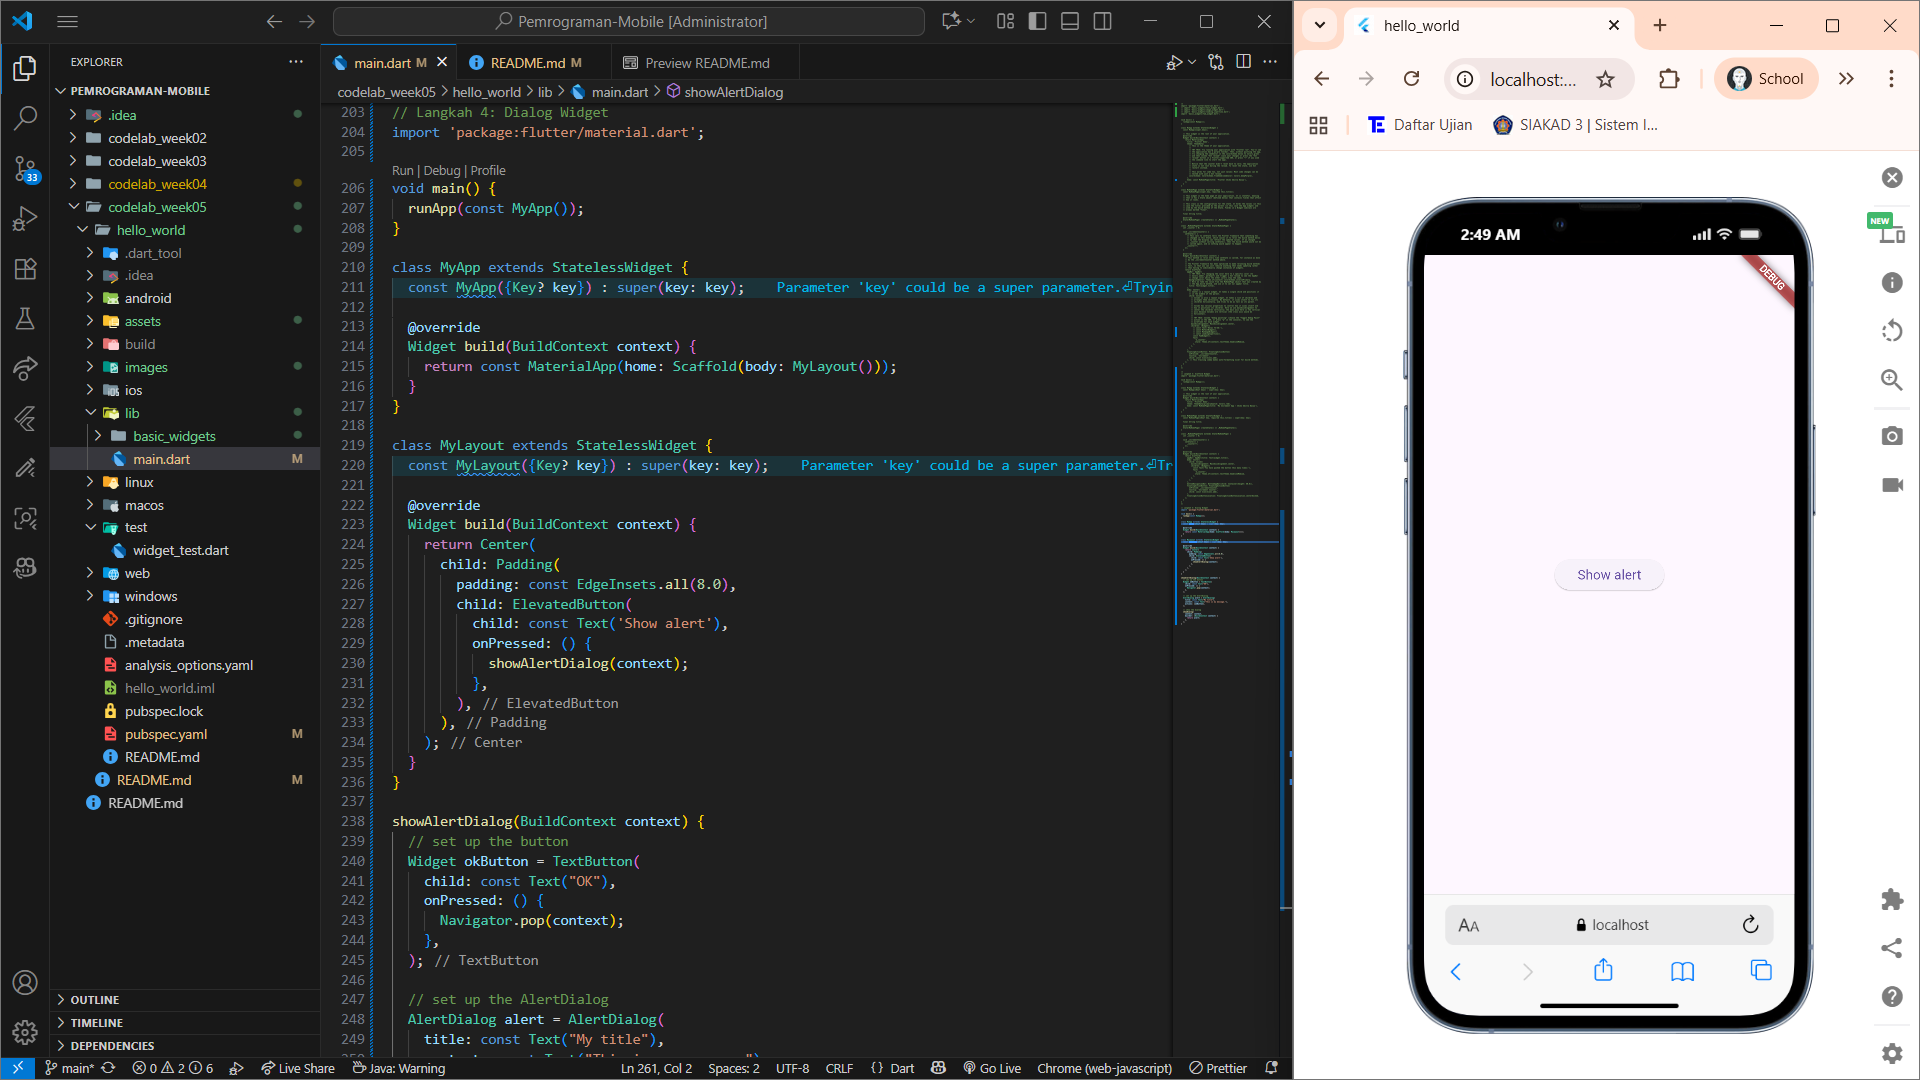 Pemrograman-Mobile [Administrator]
EXPLORER
PEMROGRAMAN-MOBILE
.idea
codelab_week02
codelab_week03
codelab_week04
codelab_week05
hello_world
.dart_tool
.idea
android
assets
build
images
ios
lib
basic_widgets
main.dart M
linux
macos
test
widget_test.dart
web
windows
.gitignore
.metadata
analysis_options.yaml
hello_world.iml
pubspec.lock
pubspec.yaml M
README.md
README.md M
README.md
OUTLINE
TIMELINE
DEPENDENCIES
33
main.dart M
README.md M
Preview README.md
codelab_week05 > hello_world > lib > main.dart > showAlertDialog
203 // Langkah 4: Dialog Widget
204 import 'package:flutter/material.dart';
205
Run | Debug | Profile
206 void main() {
207 runApp(const MyApp());
208 }
209
210 class MyApp extends StatelessWidget {
211 const MyApp({Key? key}) : super(key: key); Parameter 'key' could be a super parameter.⏎Tryin
212
213 @override
214 Widget build(BuildContext context) {
215 return const MaterialApp(home: Scaffold(body: MyLayout()));
216 }
217 }
218
219 class MyLayout extends StatelessWidget {
220 const MyLayout({Key? key}) : super(key: key); Parameter 'key' could be a super parameter.⏎Tr
221
222 @override
223 Widget build(BuildContext context) {
224 return Center(
225 child: Padding(
226 padding: const EdgeInsets.all(8.0),
227 child: ElevatedButton(
228 child: const Text('Show alert'),
229 onPressed: () {
230 showAlertDialog(context);
231 },
232 ), // ElevatedButton
233 ), // Padding
234 ); // Center
235 }
236 }
237
238 showAlertDialog(BuildContext context) {
239 // set up the button
240 Widget okButton = TextButton(
241 child: const Text("OK"),
242 onPressed: () {
243 Navigator.pop(context);
244 },
245 ); // TextButton
246
247 // set up the AlertDialog
248 AlertDialog alert = AlertDialog(
249 title: const Text("My title"),
main* 0 2 6 Live Share Java: Warning Ln 261, Col 2 Spaces: 2 UTF-8 CRLF {} Dart Go Live Chrome (web-javascript) Prettier
hello_world
localhost:...
School
Daftar Ujian
SIAKAD 3 | Sistem I...
NEW
2:49 AM
DEBUG
Show alert
AA
localhost